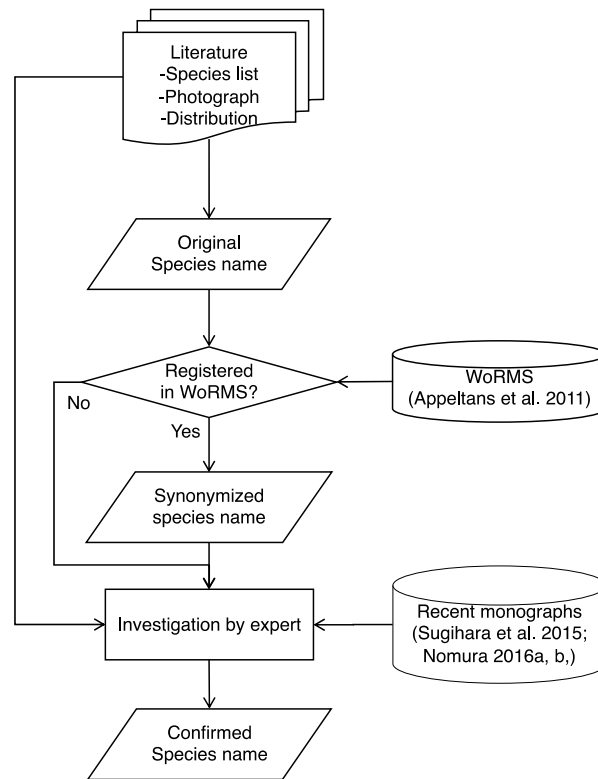 Literature
-Species list
-Photograph
-Distribution
Original
Species name
Registered
in WoRMS?
WoRMS
(Appeltans et al. 2011)
No
Yes
Synonymized
species name
Investigation by expert
Recent monographs
(Sugihara et al. 2015;
Nomura 2016a, b,)
Confirmed
Species name